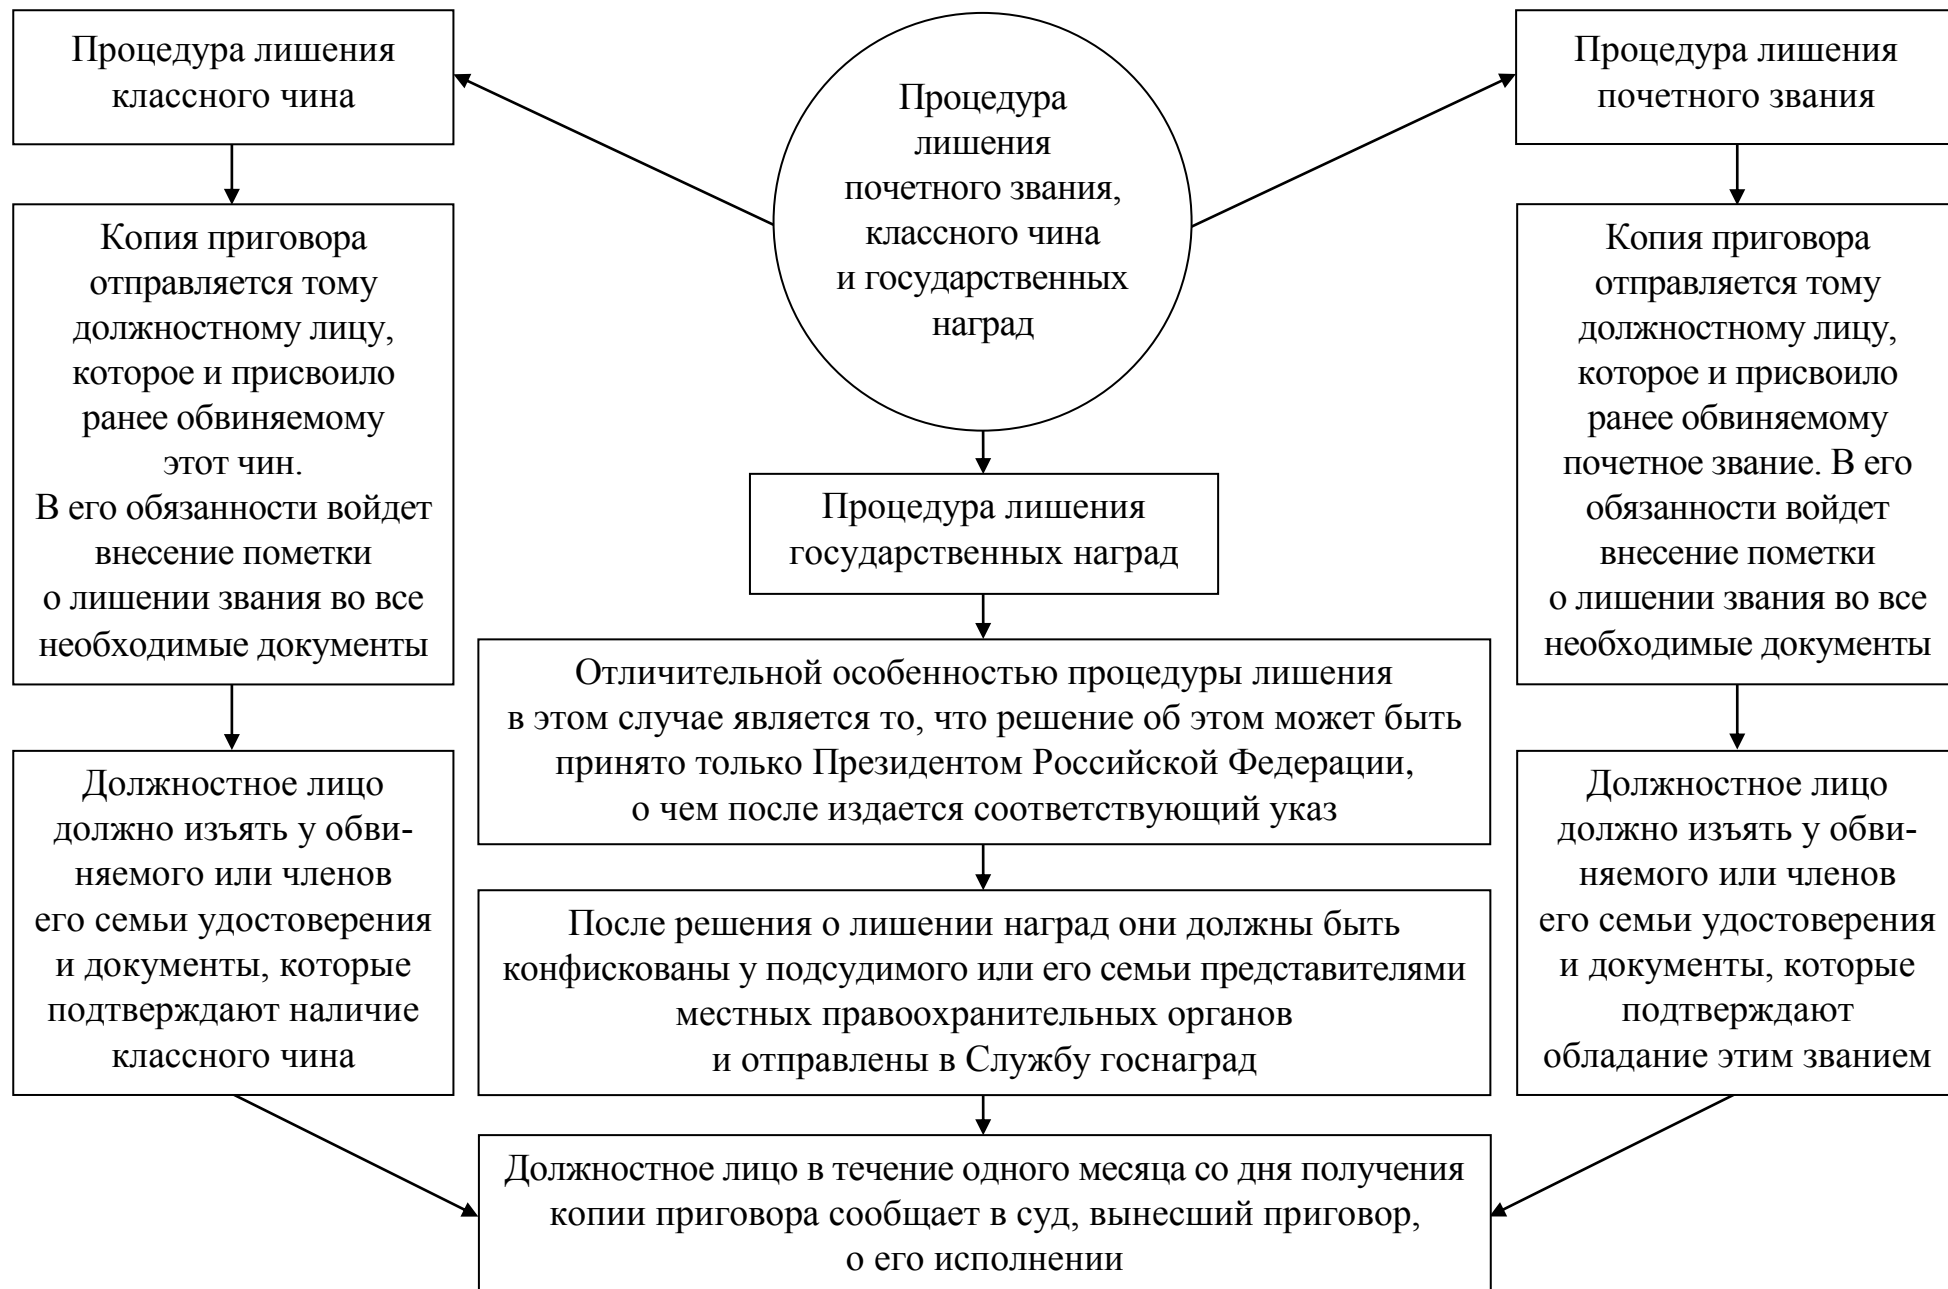 Процедура лишения
классного чина
Процедура
лишения
почетного звания,
классного чина
и государственных
наград
Процедура лишения
почетного звания
Копия приговора
отправляется тому
должностному лицу,
которое и присвоило
ранее обвиняемому
этот чин.
В его обязанности войдет
внесение пометки
о лишении звания во все
необходимые документы
Должностное лицо
должно изъять у обви-
няемого или членов
его семьи удостоверения
и документы, которые
подтверждают наличие
классного чина
Процедура лишения
государственных наград
Отличительной особенностью процедуры лишения
в этом случае является то, что решение об этом может быть
принято только Президентом Российской Федерации,
о чем после издается соответствующий указ
После решения о лишении наград они должны быть
конфискованы у подсудимого или его семьи представителями
местных правоохранительных органов
и отправлены в Службу госнаград
Копия приговора
отправляется тому
должностному лицу,
которое и присвоило
ранее обвиняемому
почетное звание. В его
обязанности войдет
внесение пометки
о лишении звания во все
необходимые документы
Должностное лицо
должно изъять у обви-
няемого или членов
его семьи удостоверения
и документы, которые
подтверждают
обладание этим званием
Должностное лицо в течение одного месяца со дня получения
копии приговора сообщает в суд, вынесший приговор,
о его исполнении